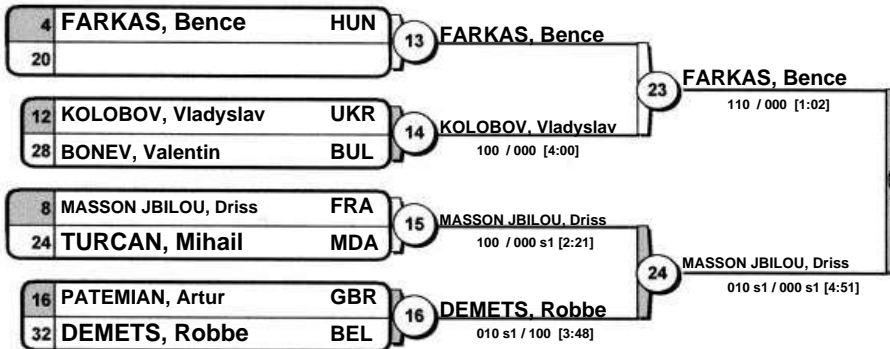 4 FARKAS, Bence HUN
20
13 FARKAS, Bence
12 KOLOBOV, Vladyslav UKR
28 BONEV, Valentin BUL
14 KOLOBOV, Vladyslav
100 / 000 [4:00]
23 FARKAS, Bence
110 / 000 [1:02]
8 MASSON JBILOU, Driss FRA
24 TURCAN, Mihail MDA
15 MASSON JBILOU, Driss
100 / 000 s1 [2:21]
16 PATEMIAN, Artur GBR
32 DEMETS, Robbe BEL
16 DEMETS, Robbe
010 s1 / 100 [3:48]
24 MASSON JBILOU, Driss
010 s1 / 000 s1 [4:51]